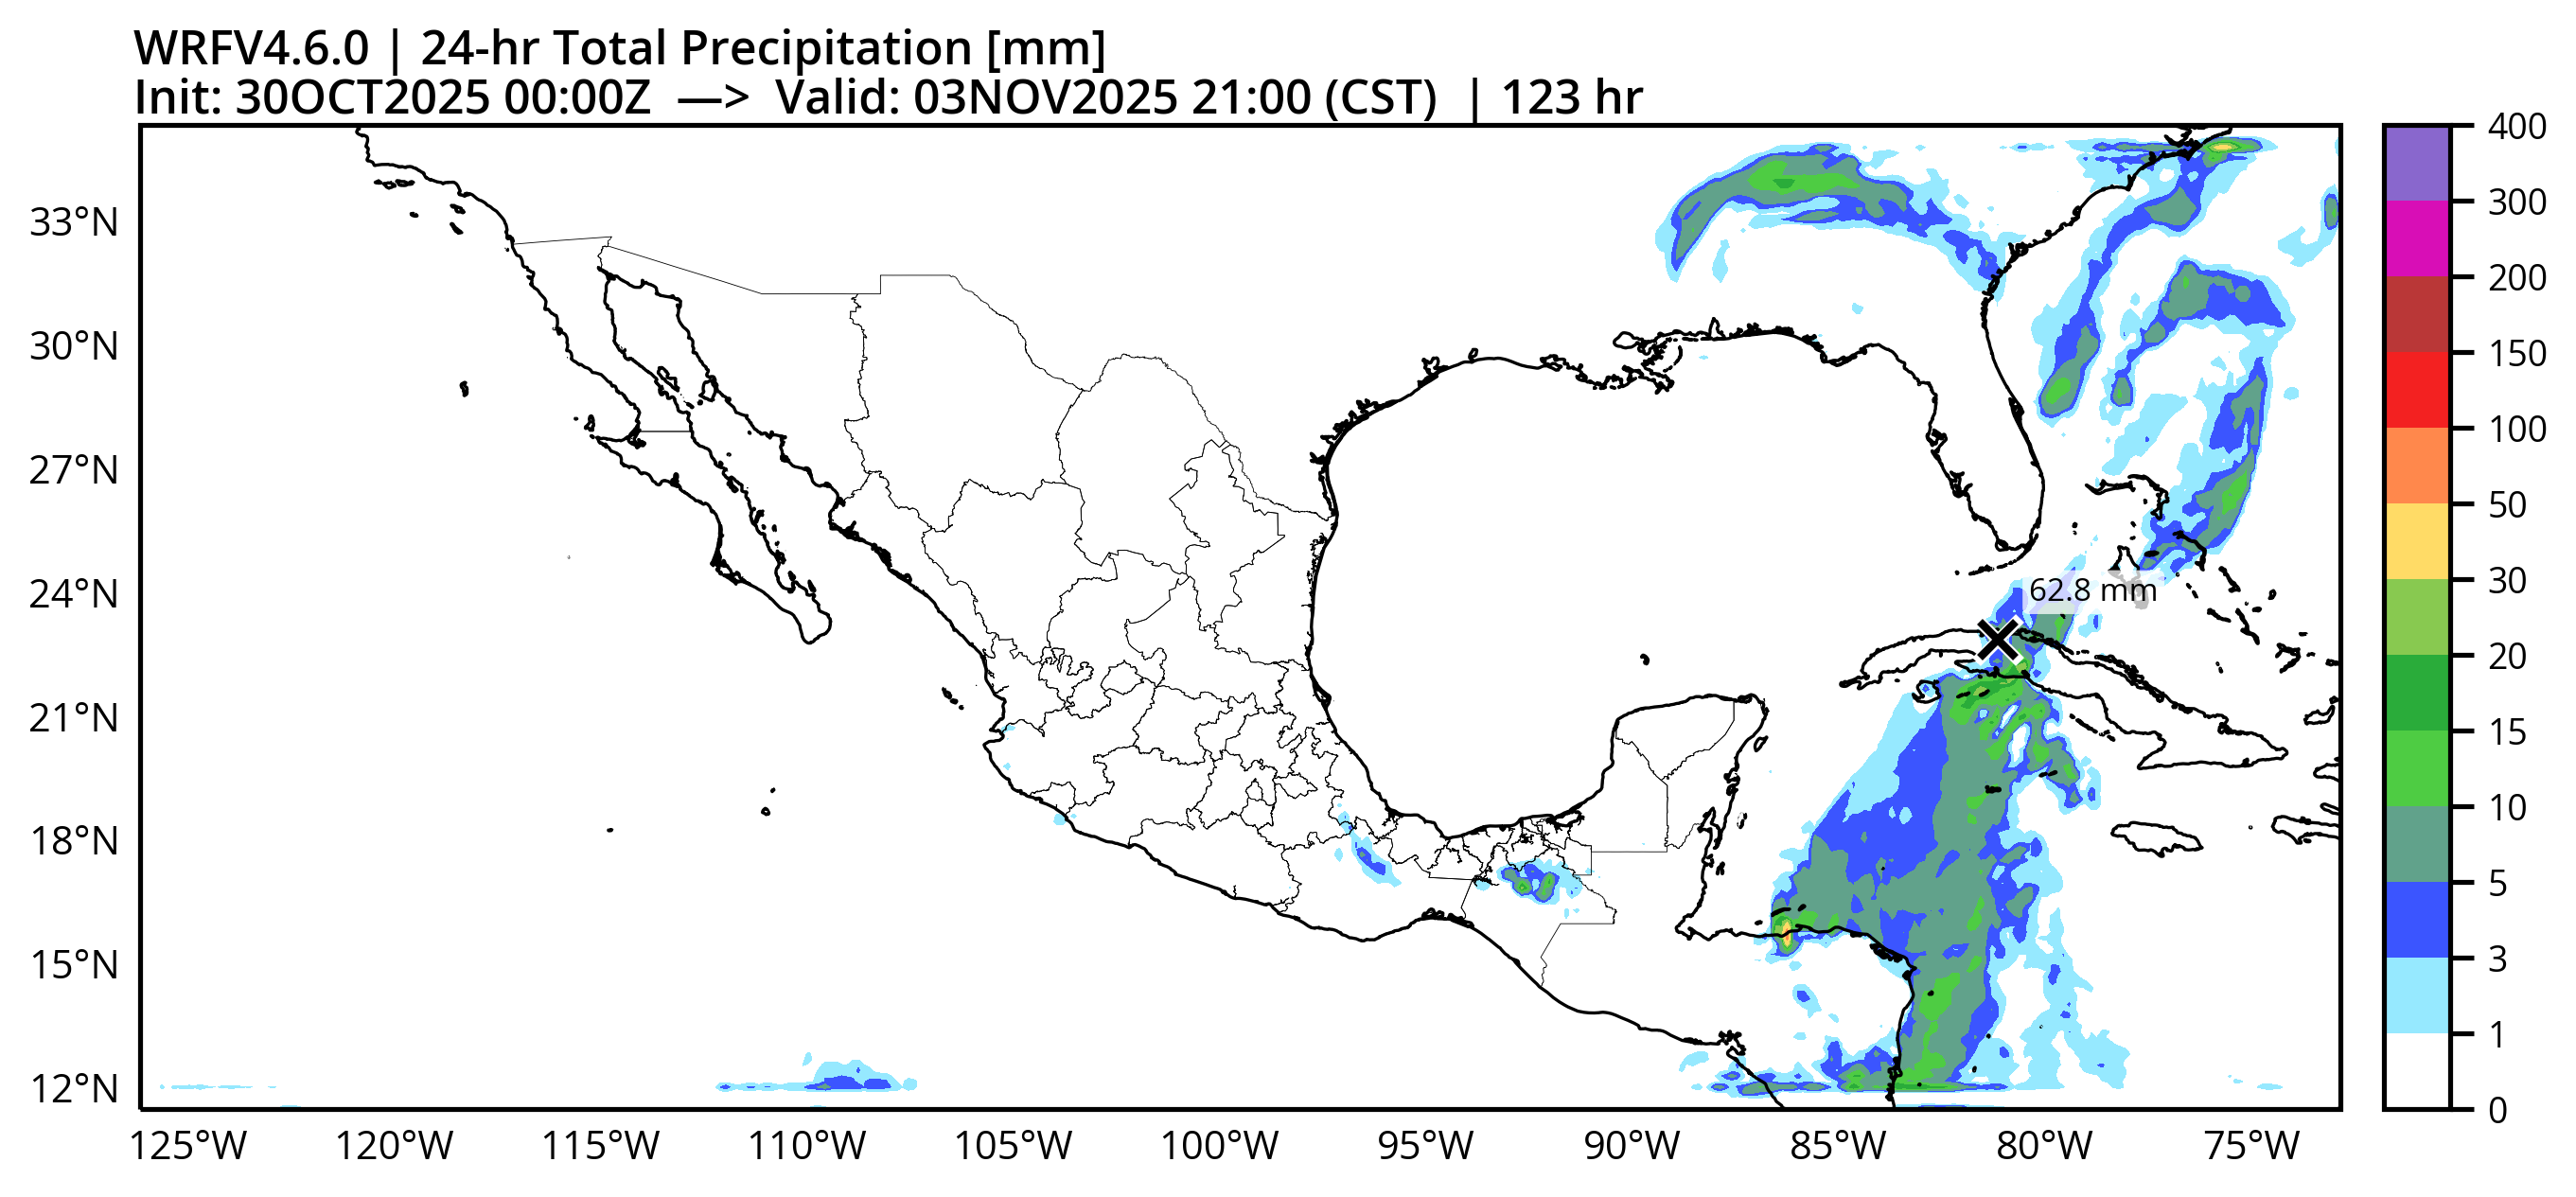 WRFV4.6.0 | 24-hr Total Precipitation [mm]
Init: 30OCT2025 00:00Z —> Valid: 03NOV2025 21:00 (CST) | 123 hr
33°N
30°N
27°N
24°N
21°N
18°N
15°N
12°N
62.8 mm
125°W 120°W 115°W 110°W 105°W 100°W 95°W 90°W 85°W 80°W 75°W
400
300
200
150
100
50
30
20
15
10
5
3
1
0